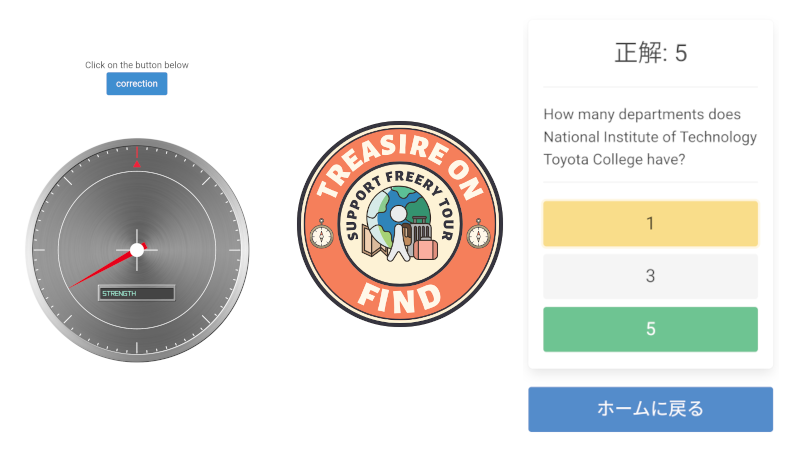 Click on the button below
correction
STRENGTH
TREASIRE ON
SUPPORT FREERY TOUR
FIND
正解: 5
How many departments does
National Institute of Technology
Toyota College have?
1
3
5
ホームに戻る